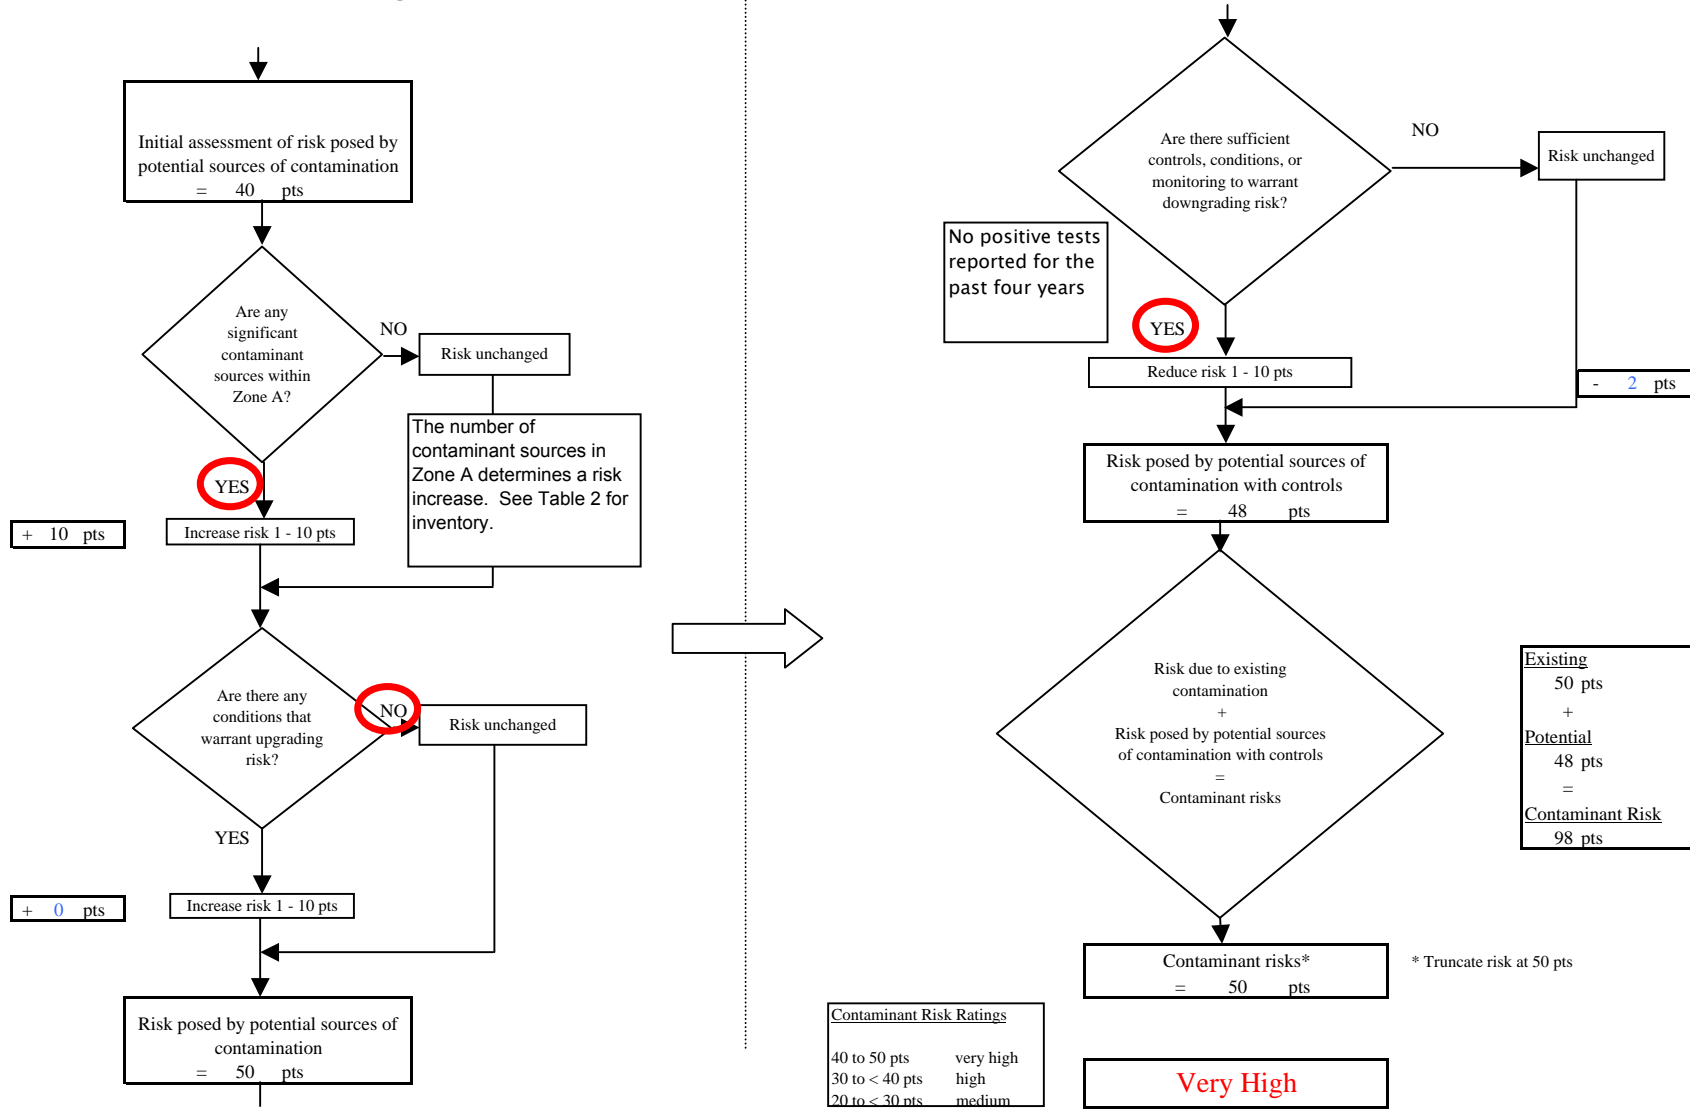 Initial assessment of risk posed by
potential sources of contamination
= 40 pts
Are any
significant
contaminant
sources within
Zone A?
NO
Risk unchanged
The number of
contaminant sources in
Zone A determines a risk
increase. See Table 2 for
inventory.
YES
+ 10 pts
Increase risk 1 - 10 pts
Are there any
conditions that
warrant upgrading
risk?
NO
Risk unchanged
YES
+ 0 pts
Increase risk 1 - 10 pts
Risk posed by potential sources of
contamination
= 50 pts
Are there sufficient
controls, conditions, or
monitoring to warrant
downgrading risk?
NO
Risk unchanged
No positive tests
reported for the
past four years
YES
Reduce risk 1 - 10 pts
- 2 pts
Risk posed by potential sources of
contamination with controls
= 48 pts
Risk due to existing
contamination
+
Risk posed by potential sources
of contamination with controls
=
Contaminant risks
Existing
50 pts
+
Potential
48 pts
=
Contaminant Risk
98 pts
Contaminant risks*
= 50 pts
* Truncate risk at 50 pts
Contaminant Risk Ratings
40 to 50 pts very high
30 to < 40 pts high
20 to < 30 pts medium
Very High